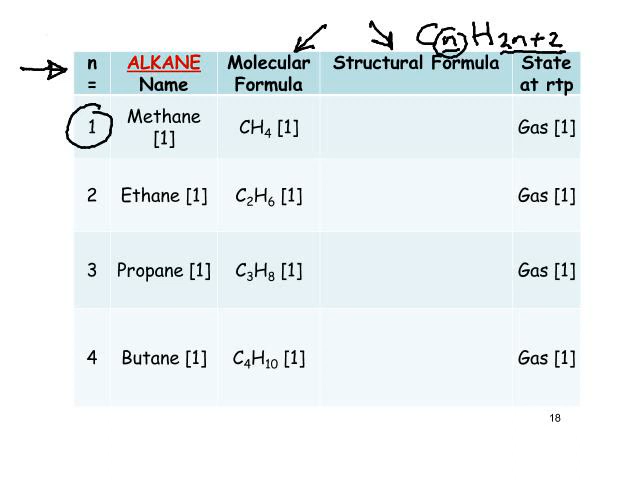 CnH2n+2
n = ALKANE Name Molecular Formula Structural Formula State at rtp
1 Methane [1] CH4 [1] Gas [1]
2 Ethane [1] C2H6 [1] Gas [1]
3 Propane [1] C3H8 [1] Gas [1]
4 Butane [1] C4H10 [1] Gas [1]
18